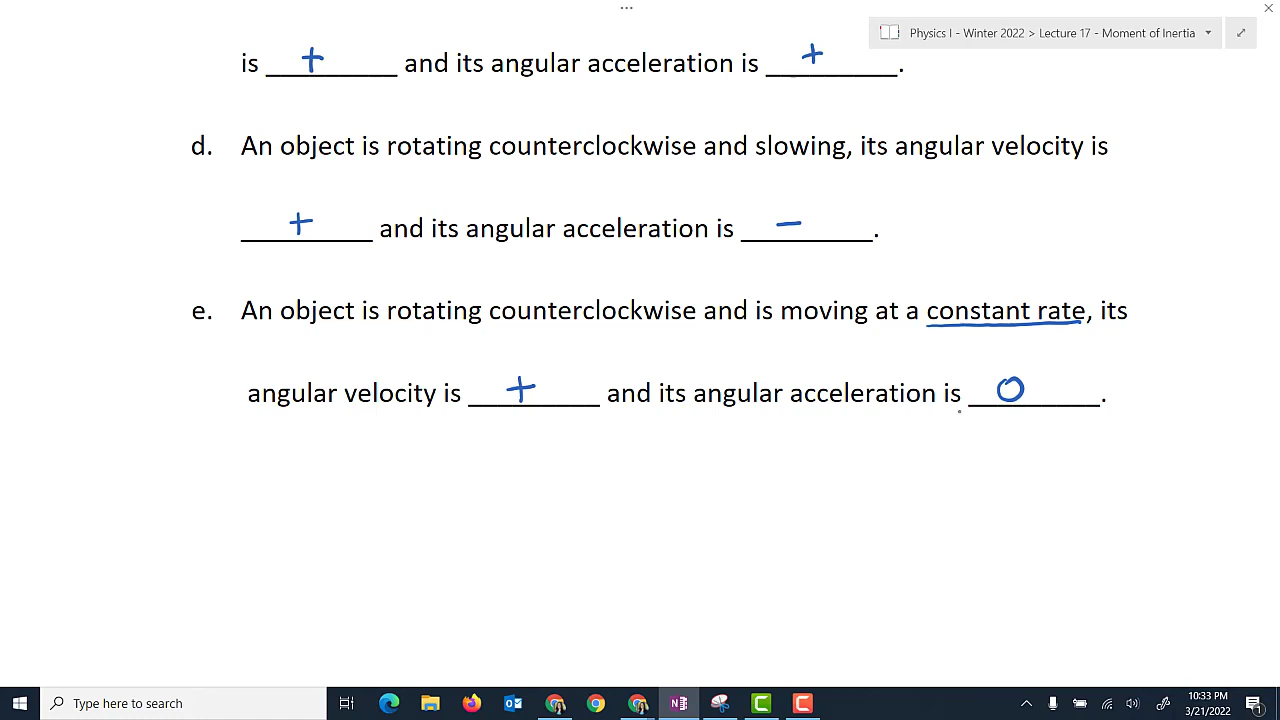 Physics I - Winter 2022 > Lecture 17 - Moment of Inertia
is + and its angular acceleration is +.
d. An object is rotating counterclockwise and slowing, its angular velocity is
+ and its angular acceleration is −.
e. An object is rotating counterclockwise and is moving at a constant rate, its
angular velocity is + and its angular acceleration is 0.
Type here to search
10:33 PM
3/21/2022